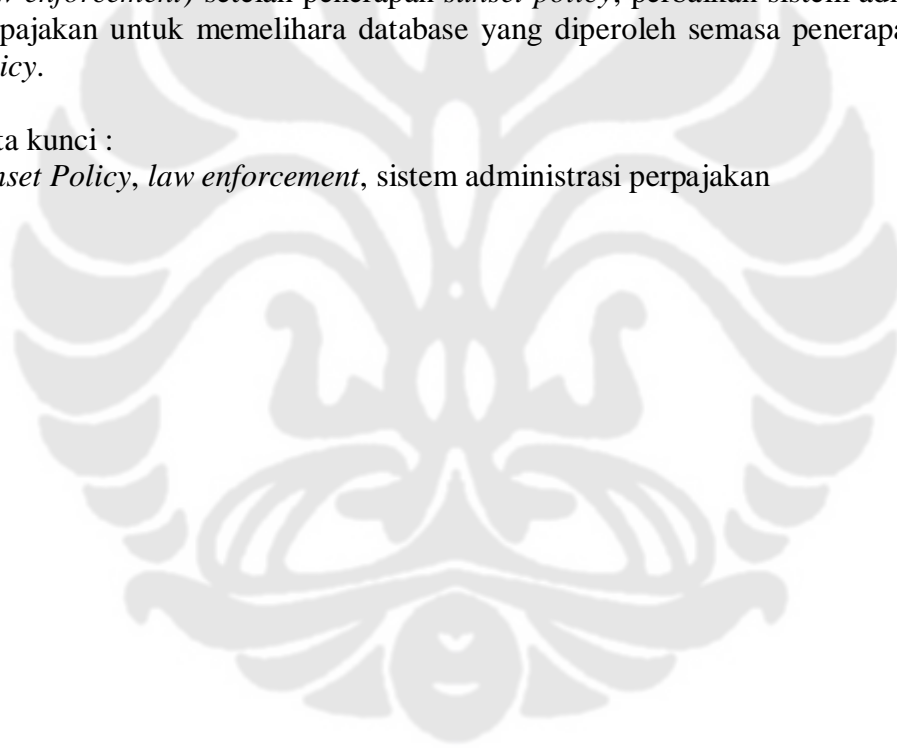 enforcement) setelah penerapan sunset policy, perbaikan sistem
pajakan untuk memelihara database yang diperoleh semasa
kunci :
Policy, law enforcement, sistem administrasi perpajakan